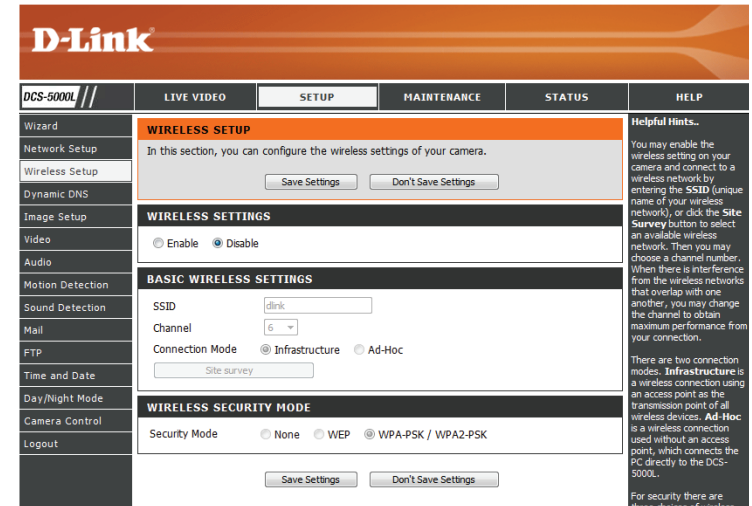 D-Link
DCS-5000L //
LIVE VIDEO
SETUP
MAINTENANCE
STATUS
HELP
Wizard
Network Setup
Wireless Setup
Dynamic DNS
Image Setup
Video
Audio
Motion Detection
Sound Detection
Mail
FTP
Time and Date
Day/Night Mode
Camera Control
Logout
WIRELESS SETUP
In this section, you can configure the wireless settings of your camera.
Save Settings
Don't Save Settings
WIRELESS SETTINGS
Enable
Disable
BASIC WIRELESS SETTINGS
SSID
dlink
Channel
6
Connection Mode
Infrastructure
Ad-Hoc
Site survey
WIRELESS SECURITY MODE
Security Mode
None
WEP
WPA-PSK / WPA2-PSK
Save Settings
Don't Save Settings
Helpful Hints..
You may enable the
wireless setting on your
camera and connect to a
wireless network by
entering the SSID (unique
name of your wireless
network), or click the Site
Survey button to select
an available wireless
network. Then you may
choose a channel number.
When there is interference
from the wireless networks
that overlap with one
another, you may change
the channel to obtain
maximum performance from
your connection.
There are two connection
modes. Infrastructure is
a wireless connection using
an access point as the
transmission point of all
wireless devices. Ad-Hoc
is a wireless connection
used without an access
point, which connects the
PC directly to the DCS-
5000L.
For security there are